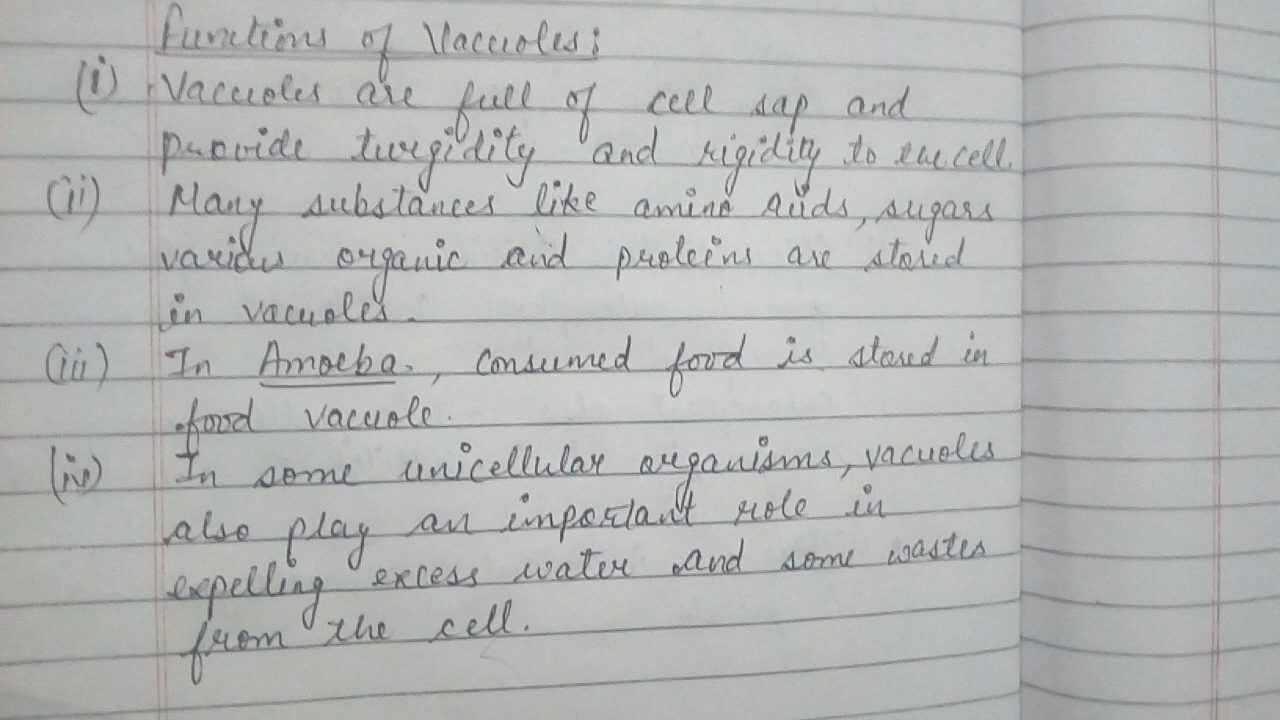 Functions of Vacuoles:
(i) Vacuoles are full of cell sap and
provide turgidity and rigidity to the cell.
(ii) Many substances like amino acids, sugars
various organic and proteins are stored
in vacuoles.
(iii) In Amoeba., consumed food is stored in
food vacuole.
(iv) In some unicellular organisms, vacuoles
also play an important role in
expelling excess water and some wastes
from the cell.